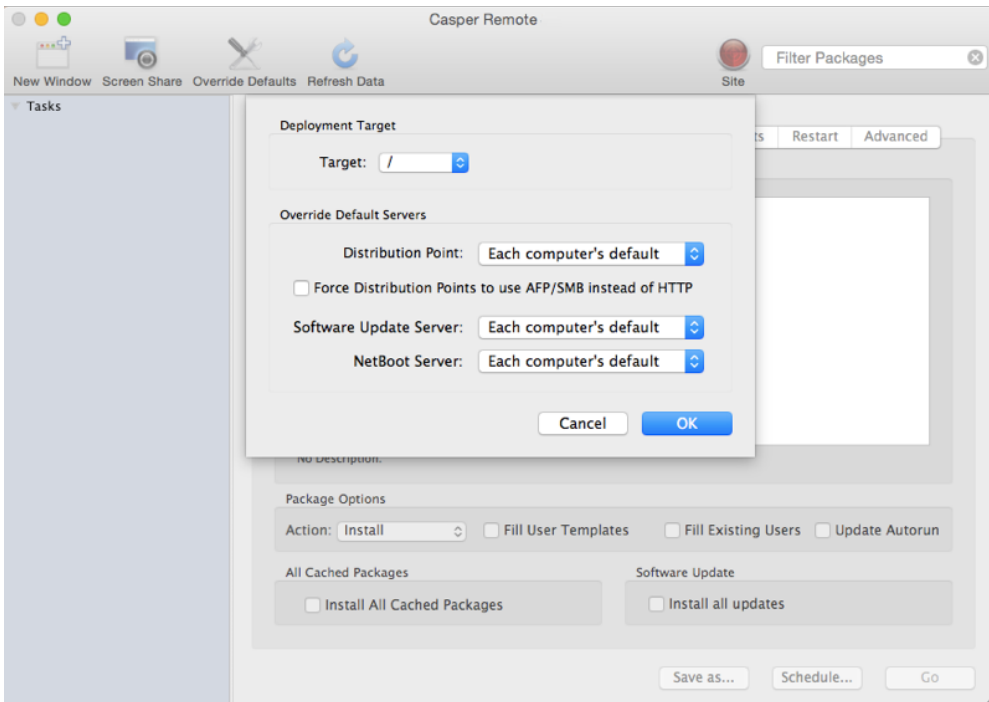 Casper Remote
New Window Screen Share Override Defaults Refresh Data Site Filter Packages
Tasks
Deployment Target
Target: /
ts Restart Advanced
Override Default Servers
Distribution Point: Each computer's default
Force Distribution Points to use AFP/SMB instead of HTTP
Software Update Server: Each computer's default
NetBoot Server: Each computer's default
Cancel OK
No Description.
Package Options
Action: Install Fill User Templates Fill Existing Users Update Autorun
All Cached Packages Software Update
Install All Cached Packages Install all updates
Save as... Schedule... Go